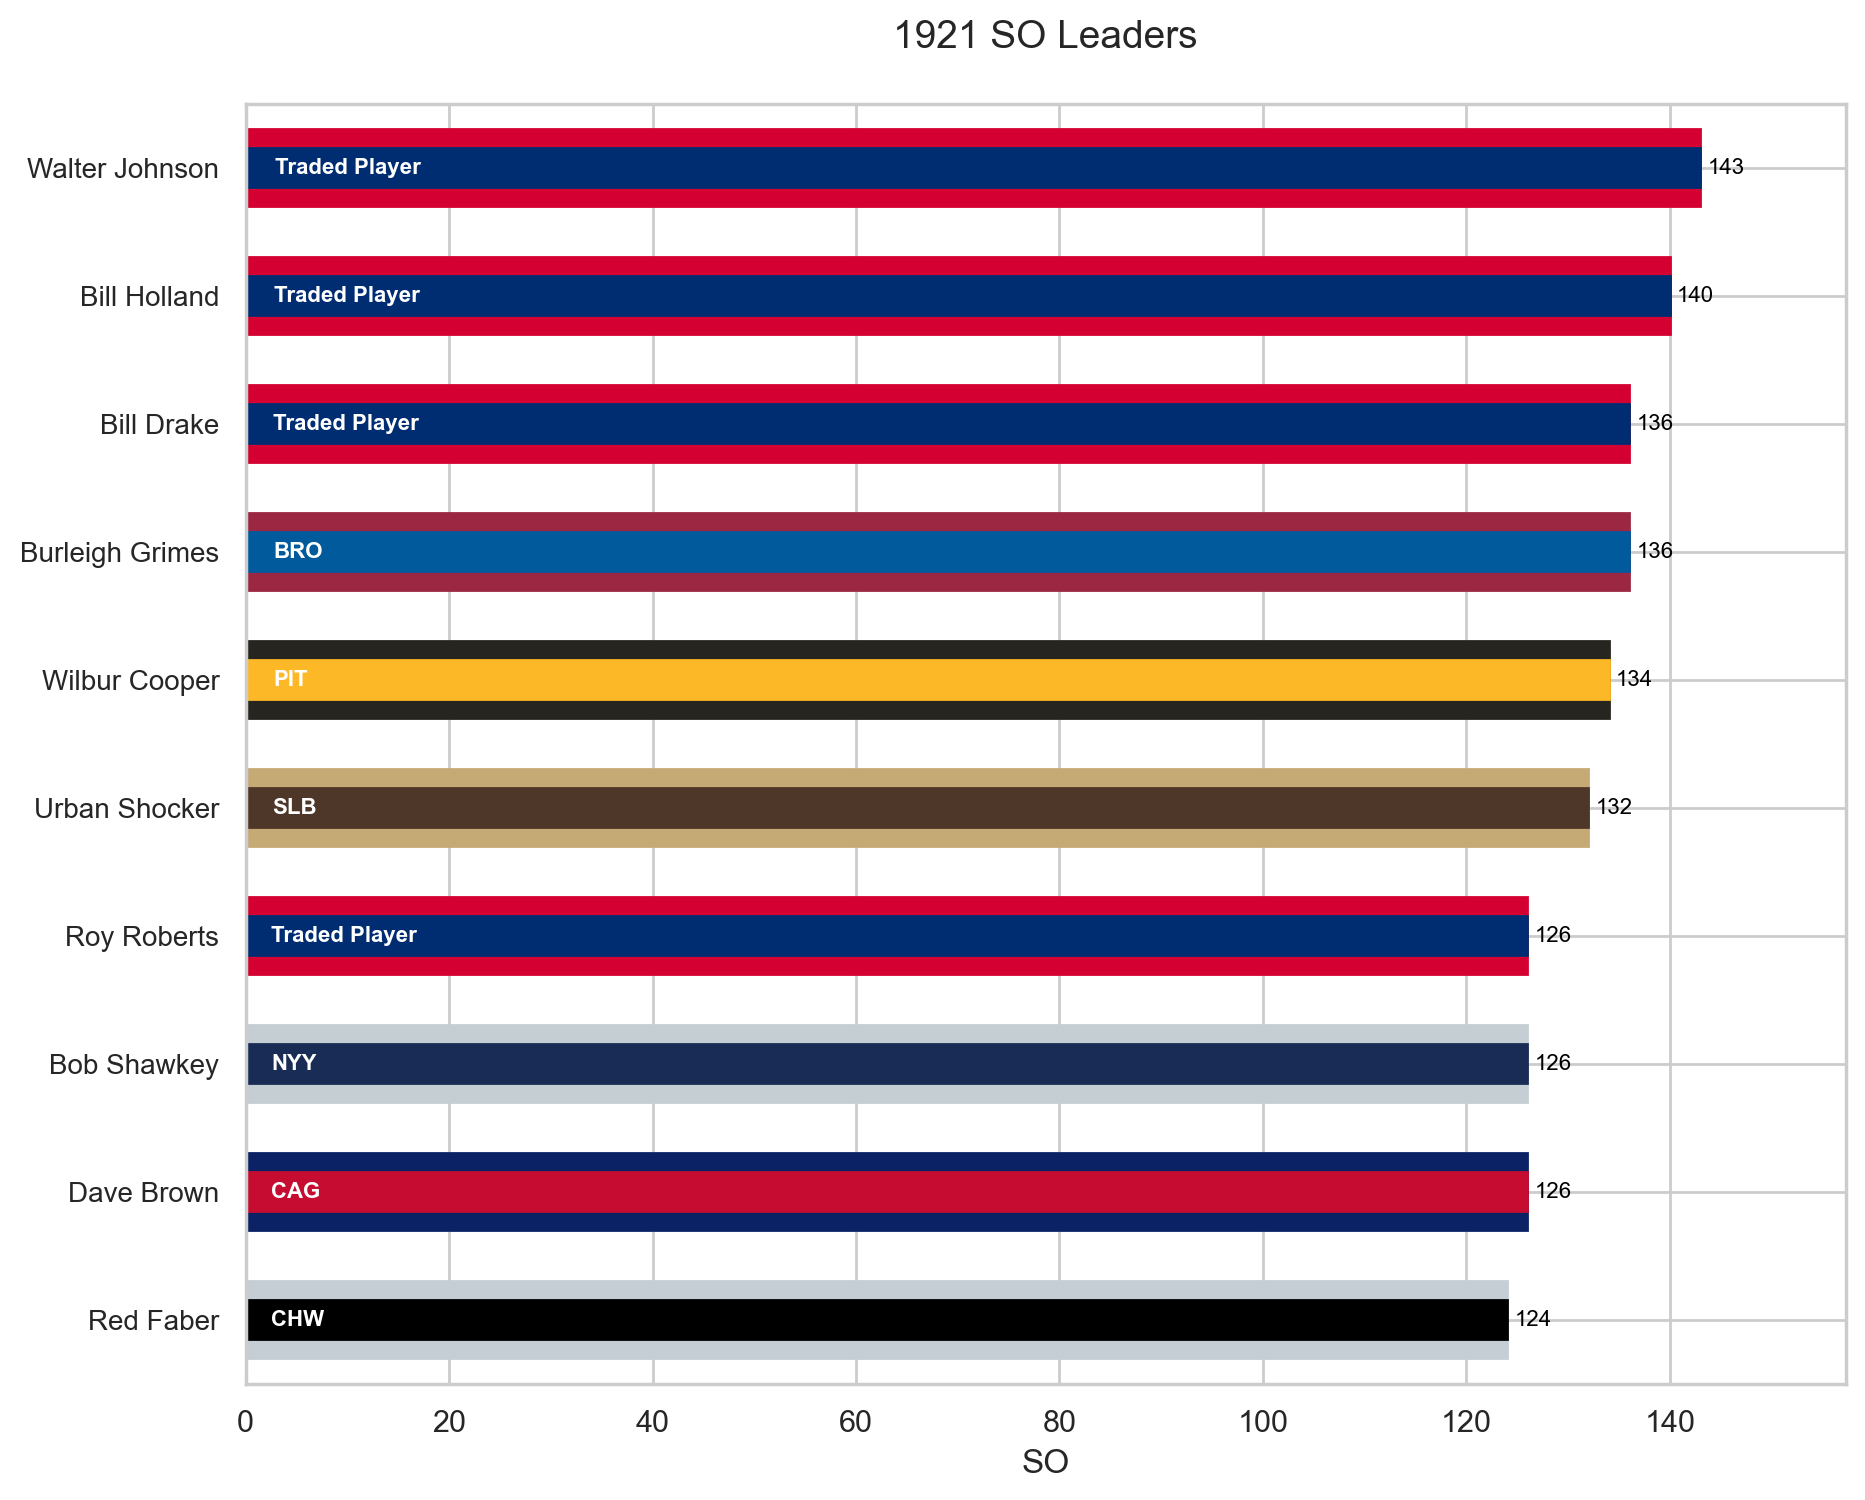 1921 SO Leaders
Walter Johnson Traded Player 143
Bill Holland Traded Player 140
Bill Drake Traded Player 136
Burleigh Grimes BRO 136
Wilbur Cooper PIT 134
Urban Shocker SLB 132
Roy Roberts Traded Player 126
Bob Shawkey NYY 126
Dave Brown CAG 126
Red Faber CHW 124
0 20 40 60 80 100 120 140
SO